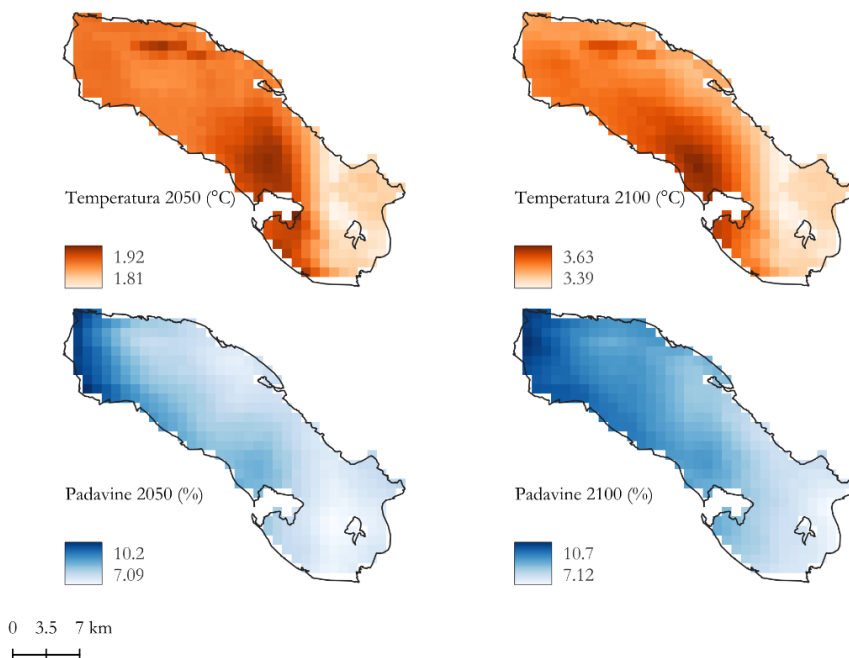 Temperatura 2050 (°C)
1.92
1.81
Temperatura 2100 (°C)
3.63
3.39
Padavine 2050 (%)
10.2
7.09
Padavine 2100 (%)
10.7
7.12
0 3.5 7 km